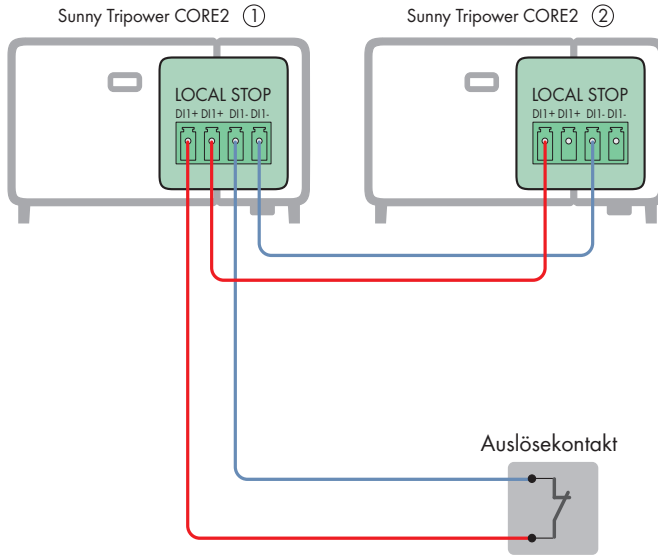 Sunny Tripower CORE2 ①
Sunny Tripower CORE2 ②
LOCAL STOP
DI1+ DI1+ DI1- DI1-
LOCAL STOP
DI1+ DI1+ DI1- DI1-
Auslösekontakt